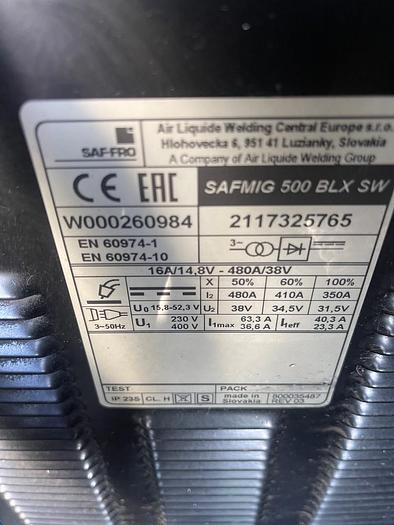 SAF-FRO
Air Liquide Welding Central Europe s.r.o.
Hlohovecka 6, 951 41 Luzianky, Slovakia
A Company of Air Liquide Welding Group
CE EAC SAFMIG 500 BLX SW
W000260984 2117325765
EN 60974-1
EN 60974-10
3~
16A/14,8V - 480A/38V
X 50% 60% 100%
I2 480A 410A 350A
U0 15,8-52,3 V U2 38V 34,5V 31,5V
3~50Hz U1 230 V 400 V I1max 63,3 A 36,6 A I1eff 40,3 A 23,3 A
TEST PACK
IP 23S CL. H S made in Slovakia 800035487 REV 03